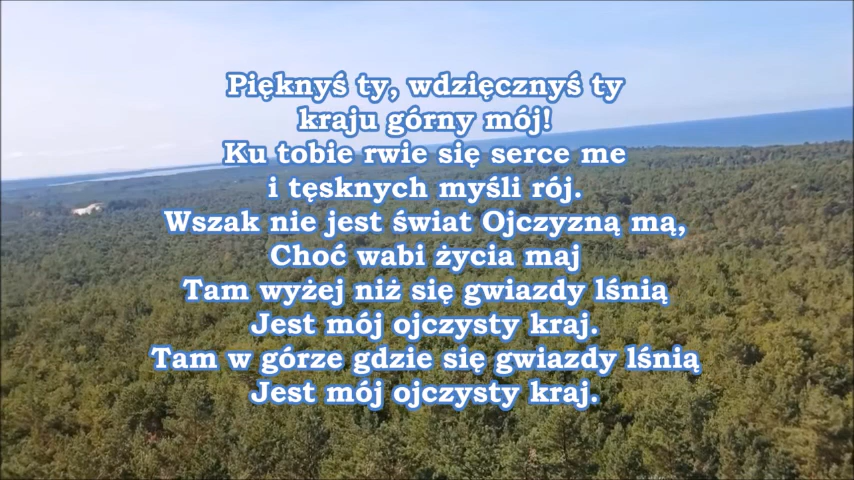 Pięknyś ty, wdzięcznyś ty
kraju górny mój!
Ku tobie rwie się serce me
i tęsknych myśli rój.
Wszak nie jest świat Ojczyzną mą,
Choć wabi życia maj
Tam wyżej niż się gwiazdy lśnią
Jest mój ojczysty kraj.
Tam w górze gdzie się gwiazdy lśnią
Jest mój ojczysty kraj.